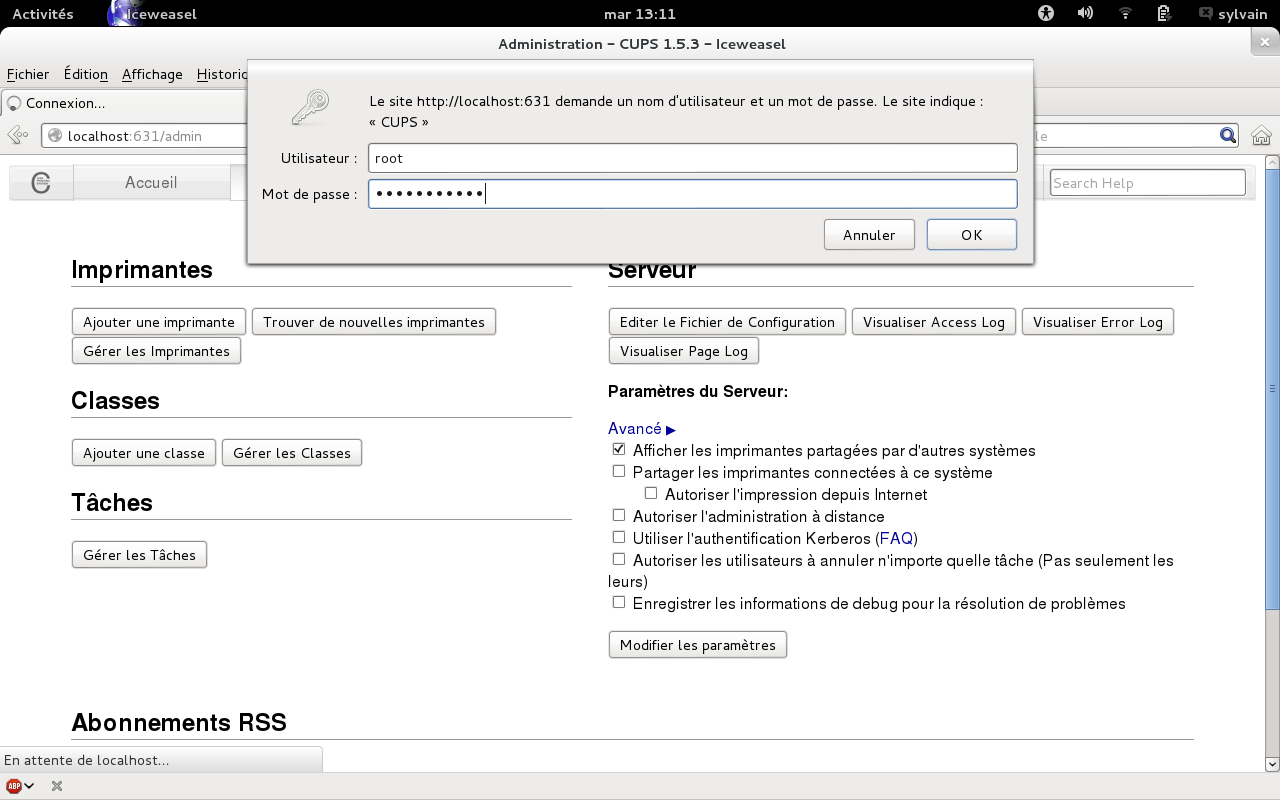 Activités Iceweasel mar 13:11 sylvain
Administration – CUPS 1.5.3 – Iceweasel
Fichier Édition Affichage Historic
Connexion...
localhost:631/admin le
Le site http://localhost:631 demande un nom d'utilisateur et un mot de passe. Le site indique :
« CUPS »
Utilisateur : root
Mot de passe : •••••••••••
Annuler OK
Accueil Search Help
Imprimantes
Ajouter une imprimante Trouver de nouvelles imprimantes
Gérer les Imprimantes
Classes
Ajouter une classe Gérer les Classes
Tâches
Gérer les Tâches
Serveur
Editer le Fichier de Configuration Visualiser Access Log Visualiser Error Log
Visualiser Page Log
Paramètres du Serveur:
Avancé ▶
Afficher les imprimantes partagées par d'autres systèmes
Partager les imprimantes connectées à ce système
Autoriser l'impression depuis Internet
Autoriser l'administration à distance
Utiliser l'authentification Kerberos (FAQ)
Autoriser les utilisateurs à annuler n'importe quelle tâche (Pas seulement les
leurs)
Enregistrer les informations de debug pour la résolution de problèmes
Modifier les paramètres
Abonnements RSS
En attente de localhost...
ABP